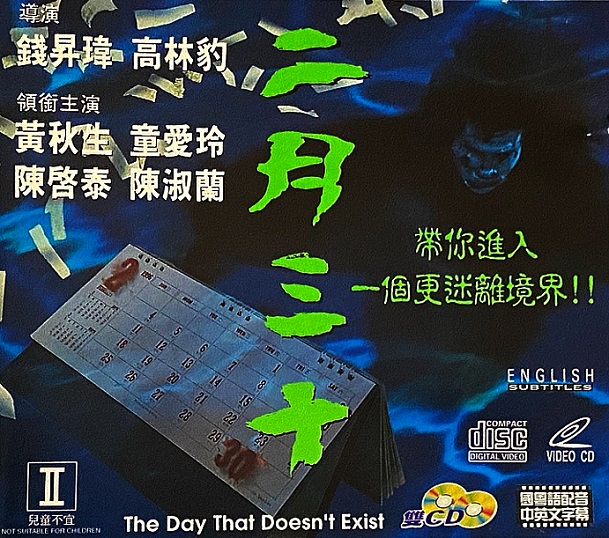 導演
錢昇瑋 高林豹
領銜主演
黃秋生 童愛玲
陳啓泰 陳淑蘭
二月三十
帶你進入
一個更迷離境界!!
2
30
ENGLISH
SUBTITLES
COMPACT
disc
DIGITAL VIDEO
VIDEO CD
II
兒童不宜
NOT SUITABLE FOR CHILDREN
The Day That Doesn't Exist
雙CD
國粵語配音
中英文字幕